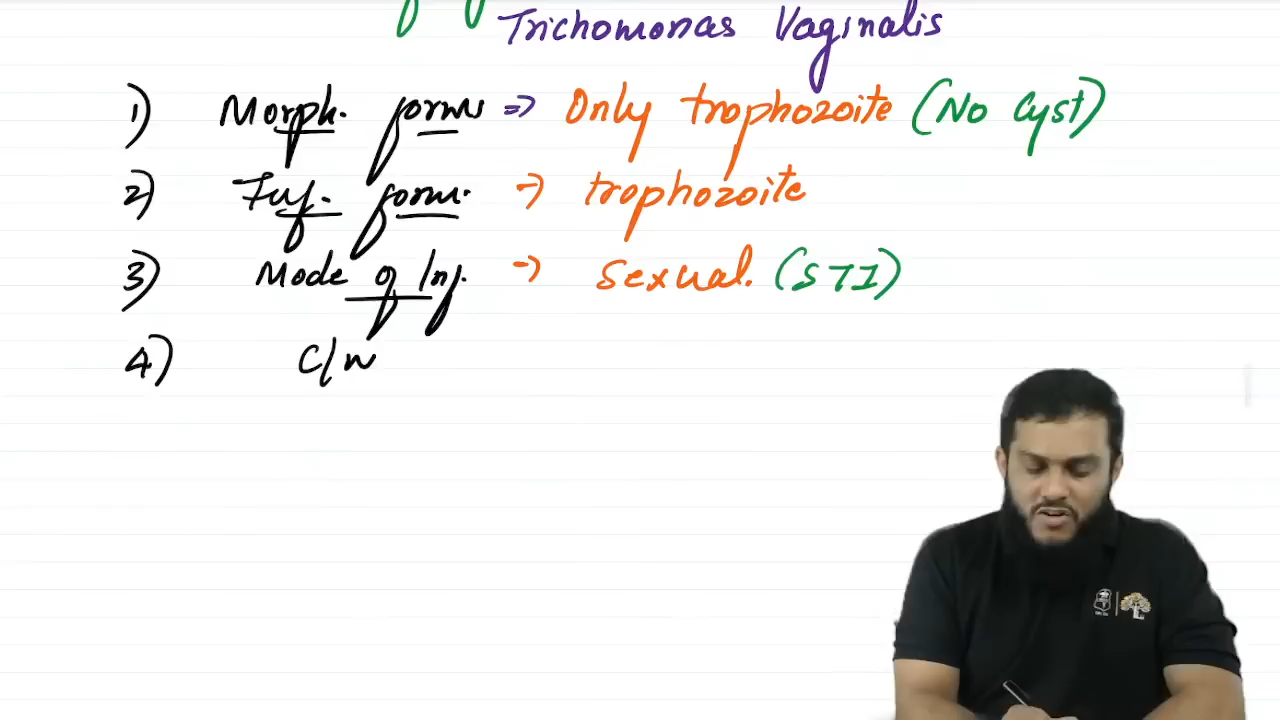 Trichomonas Vaginalis
1) Morph. forms => Only trophozoite (No Cyst)
2) Inf. form. -> trophozoite
3) Mode of Inf. -> Sexual. (STI)
4) C/